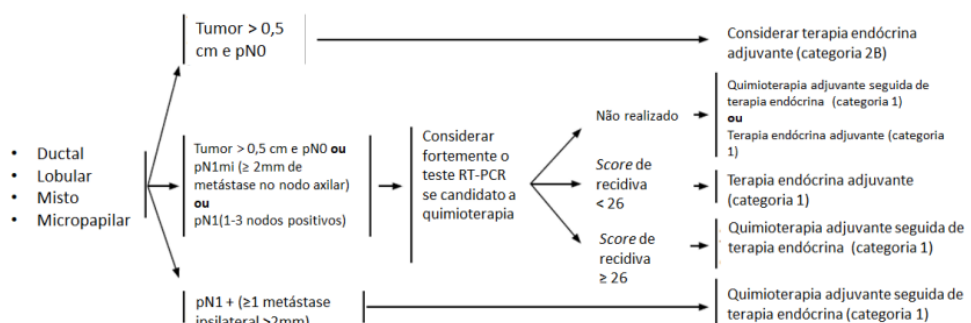 • Ductal
• Lobular
• Misto
• Micropapilar
Tumor > 0,5
cm e pN0
Considerar terapia endócrina
adjuvante (categoria 2B)
Tumor > 0,5 cm e pN0 ou
pN1mi (≥ 2mm de
metástase no nodo axilar)
ou
pN1(1-3 nodos positivos)
Considerar
fortemente o
teste RT-PCR
se candidato a
quimioterapia
Não realizado
Quimioterapia adjuvante seguida de
terapia endócrina (categoria 1)
ou
Terapia endócrina adjuvante (categoria
1)
Score de
recidiva
< 26
Terapia endócrina adjuvante
(categoria 1)
Score de
recidiva
≥ 26
Quimioterapia adjuvante seguida de
terapia endócrina (categoria 1)
pN1 + (≥1 metástase
ipsilateral >2mm)
Quimioterapia adjuvante seguida de
terapia endócrina (categoria 1)